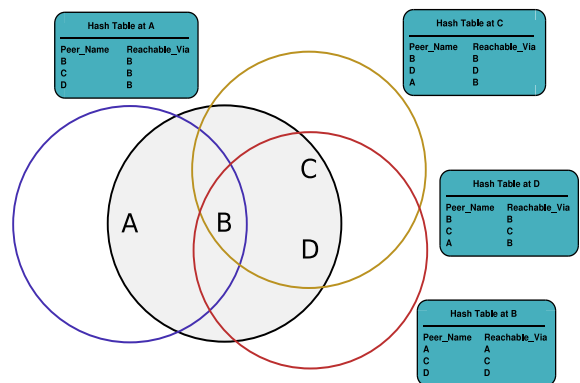 Hash Table at A
Peer_Name Reachable_Via
B B
C B
D B
Hash Table at C
Peer_Name Reachable_Via
B B
D D
A B
A
B
C
D
Hash Table at D
Peer_Name Reachable_Via
B B
C C
A B
Hash Table at B
Peer_Name Reachable_Via
A A
C C
D D